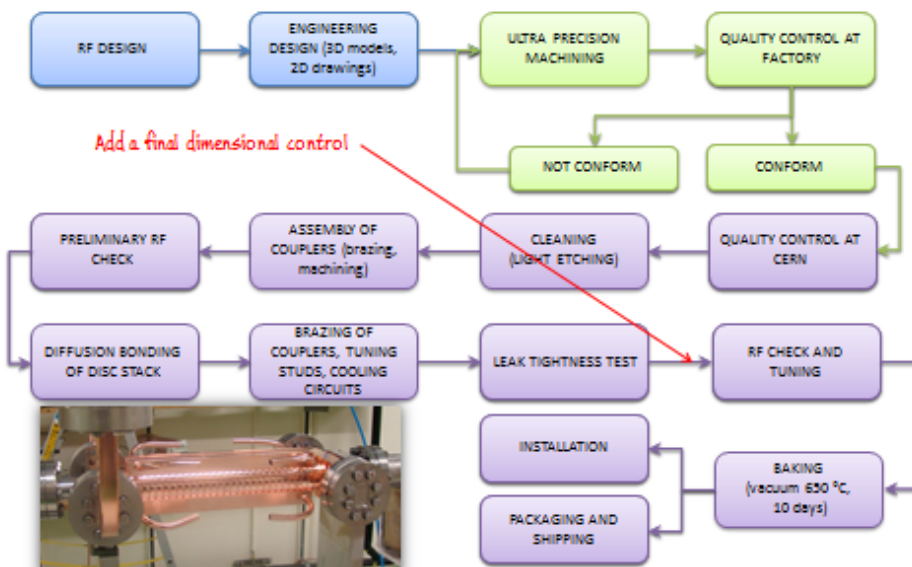 RF DESIGN
ENGINEERING
DESIGN (3D models,
2D drawings)
ULTRA PRECISION
MACHINING
QUALITY CONTROL AT
FACTORY
Add a final dimensional control
NOT CONFORM
CONFORM
PRELIMINARY RF
CHECK
ASSEMBLY OF
COUPLERS (brazing,
machining)
CLEANING
(LIGHT ETCHING)
QUALITY CONTROL AT
CERN
DIFFUSION BONDING
OF DISC STACK
BRAZING OF
COUPLERS, TUNING
STUDS, COOLING
CIRCUITS
LEAK TIGHTNESS TEST
RF CHECK AND
TUNING
INSTALLATION
BAKING
(vacuum 650 °C,
10 days)
PACKAGING AND
SHIPPING